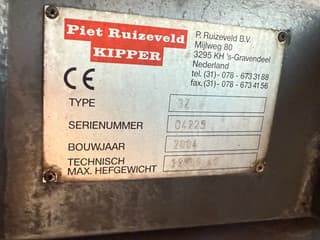 Piet Ruizeveld
KIPPER
P. Ruizeveld B.V.
Mijlweg 80
3295 KH 's-Gravendeel
Nederland
tel. (31)- 078 - 673 31 88
fax. (31)- 078 - 673 41 56
CE
TYPE 3Z
SERIENUMMER 04225
BOUWJAAR 2004
TECHNISCH
MAX. HEFGEWICHT